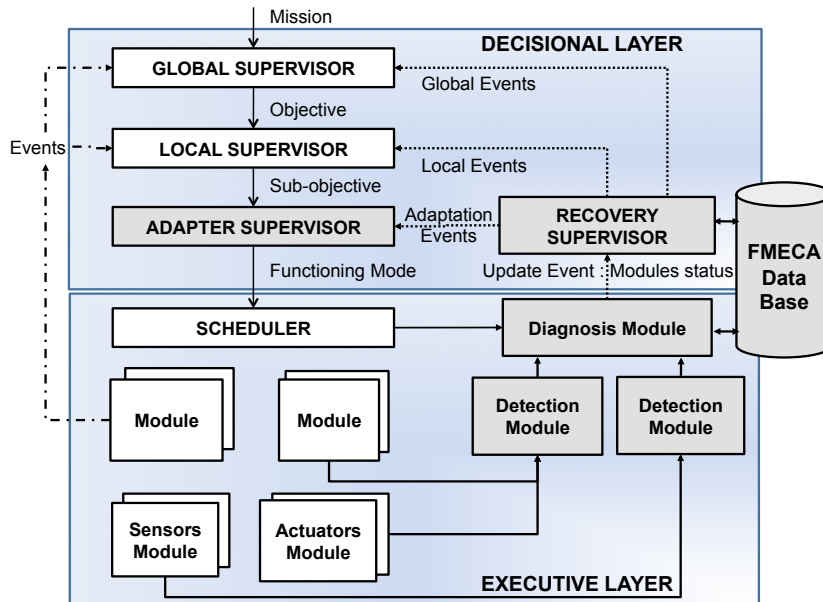 Mission
DECISIONAL LAYER
GLOBAL SUPERVISOR
Global Events
Objective
Events
LOCAL SUPERVISOR
Local Events
Sub-objective
ADAPTER SUPERVISOR
Adaptation
Events
RECOVERY
SUPERVISOR
FMECA
Data
Base
Functioning Mode
Update Event : Modules status
SCHEDULER
Diagnosis Module
Module
Module
Detection
Module
Detection
Module
Sensors
Module
Actuators
Module
EXECUTIVE LAYER